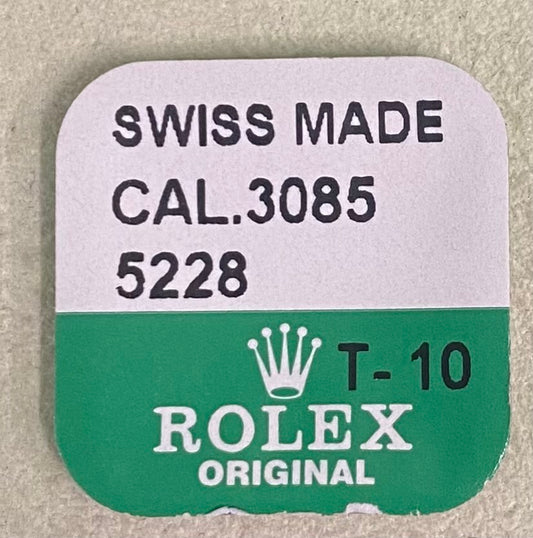 SWISS MADE
CAL.3085
5228
T- 10
ROLEX
ORIGINAL